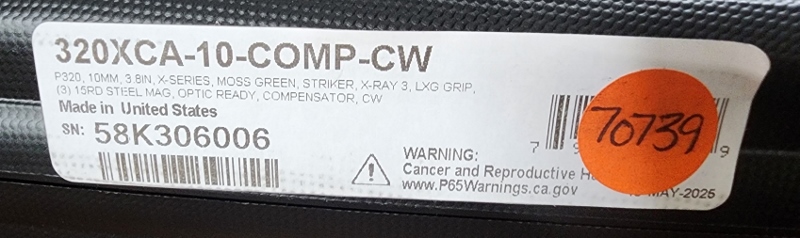 320XCA-10-COMP-CW
P320, 10MM, 3.8IN, X-SERIES, MOSS GREEN, STRIKER, X-RAY 3, LXG GRIP,
(3) 15RD STEEL MAG, OPTIC READY, COMPENSATOR, CW
Made in United States
SN: 58K306006
70739
7 9
WARNING:
Cancer and Reproductive
www.P65Warnings.ca.gov
MAY-2025